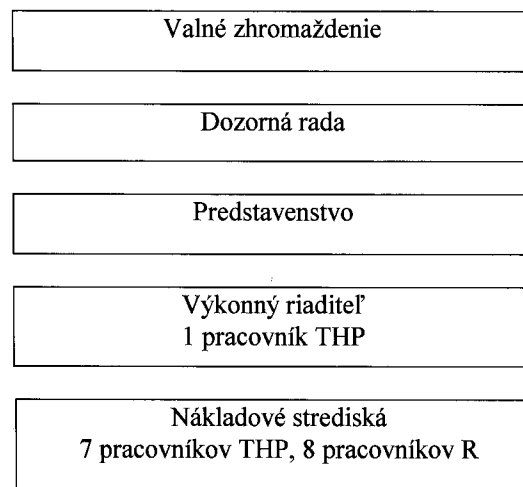 Valné zhromaždenie
Dozorná rada
Predstavenstvo
Výkonný riaditeľ
1 pracovník THP
Nákladové strediská
7 pracovníkov THP, 8 pracovníkov R